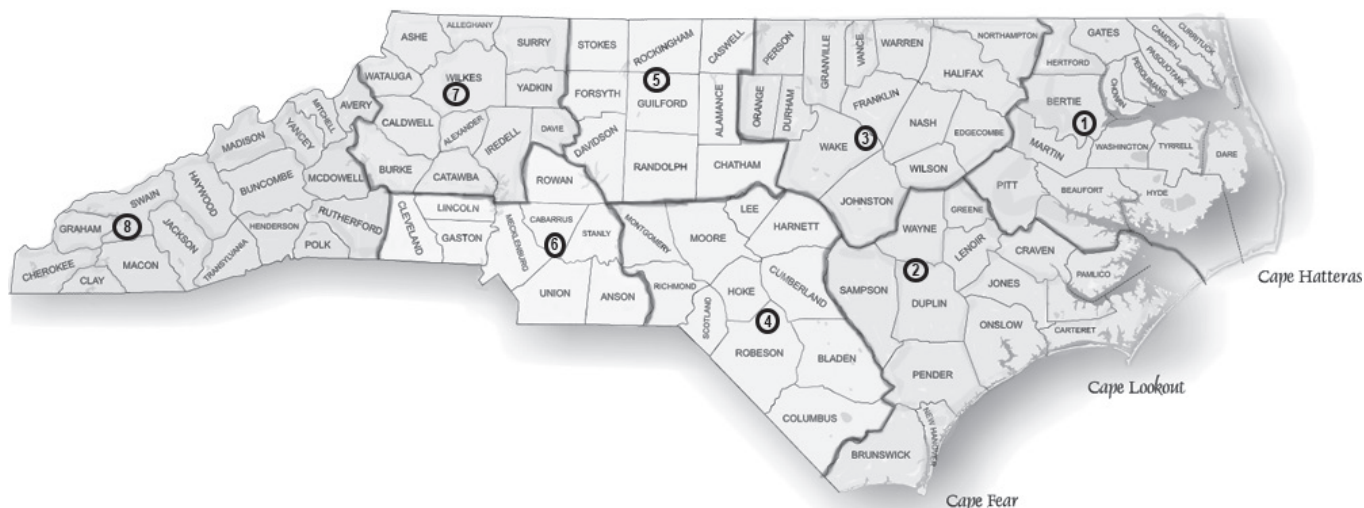 ALLEGHANY
ASHE
SURRY
STOKES
ROCKINGHAM
CASWELL
PERSON
GRANVILLE
VANCE
WARREN
NORTHAMPTON
GATES
CURRITUCK
CAMDEN
PASQUOTANK
PERQUIMANS
CHOWAN
HERTFORD
HALIFAX
WATAUGA
WILKES
7
YADKIN
FORSYTH
5
GUILFORD
ALAMANCE
ORANGE
DURHAM
FRANKLIN
NASH
EDGECOMBE
BERTIE
1
AVERY
MITCHELL
YANCEY
MADISON
CALDWELL
ALEXANDER
IREDELL
DAVIE
DAVIDSON
WAKE
3
WILSON
MARTIN
WASHINGTON
TYRRELL
DARE
BURKE
CATAWBA
ROWAN
RANDOLPH
CHATHAM
JOHNSTON
PITT
BEAUFORT
HYDE
SWAIN
HAYWOOD
BUNCOMBE
MCDOWELL
RUTHERFORD
CLEVELAND
LINCOLN
GASTON
MECKLENBURG
CABARRUS
6
STANLY
MONTGOMERY
MOORE
LEE
HARNETT
WAYNE
GREENE
LENOIR
CRAVEN
PAMLICO
GRAHAM
8
JACKSON
HENDERSON
POLK
TRANSYLVANIA
MACON
CHEROKEE
CLAY
UNION
ANSON
RICHMOND
SCOTLAND
HOKE
CUMBERLAND
4
SAMPSON
2
DUPLIN
JONES
ONSLOW
CARTERET
Cape Hatteras
ROBESON
BLADEN
PENDER
Cape Lookout
COLUMBUS
NEW HANOVER
BRUNSWICK
Cape Fear